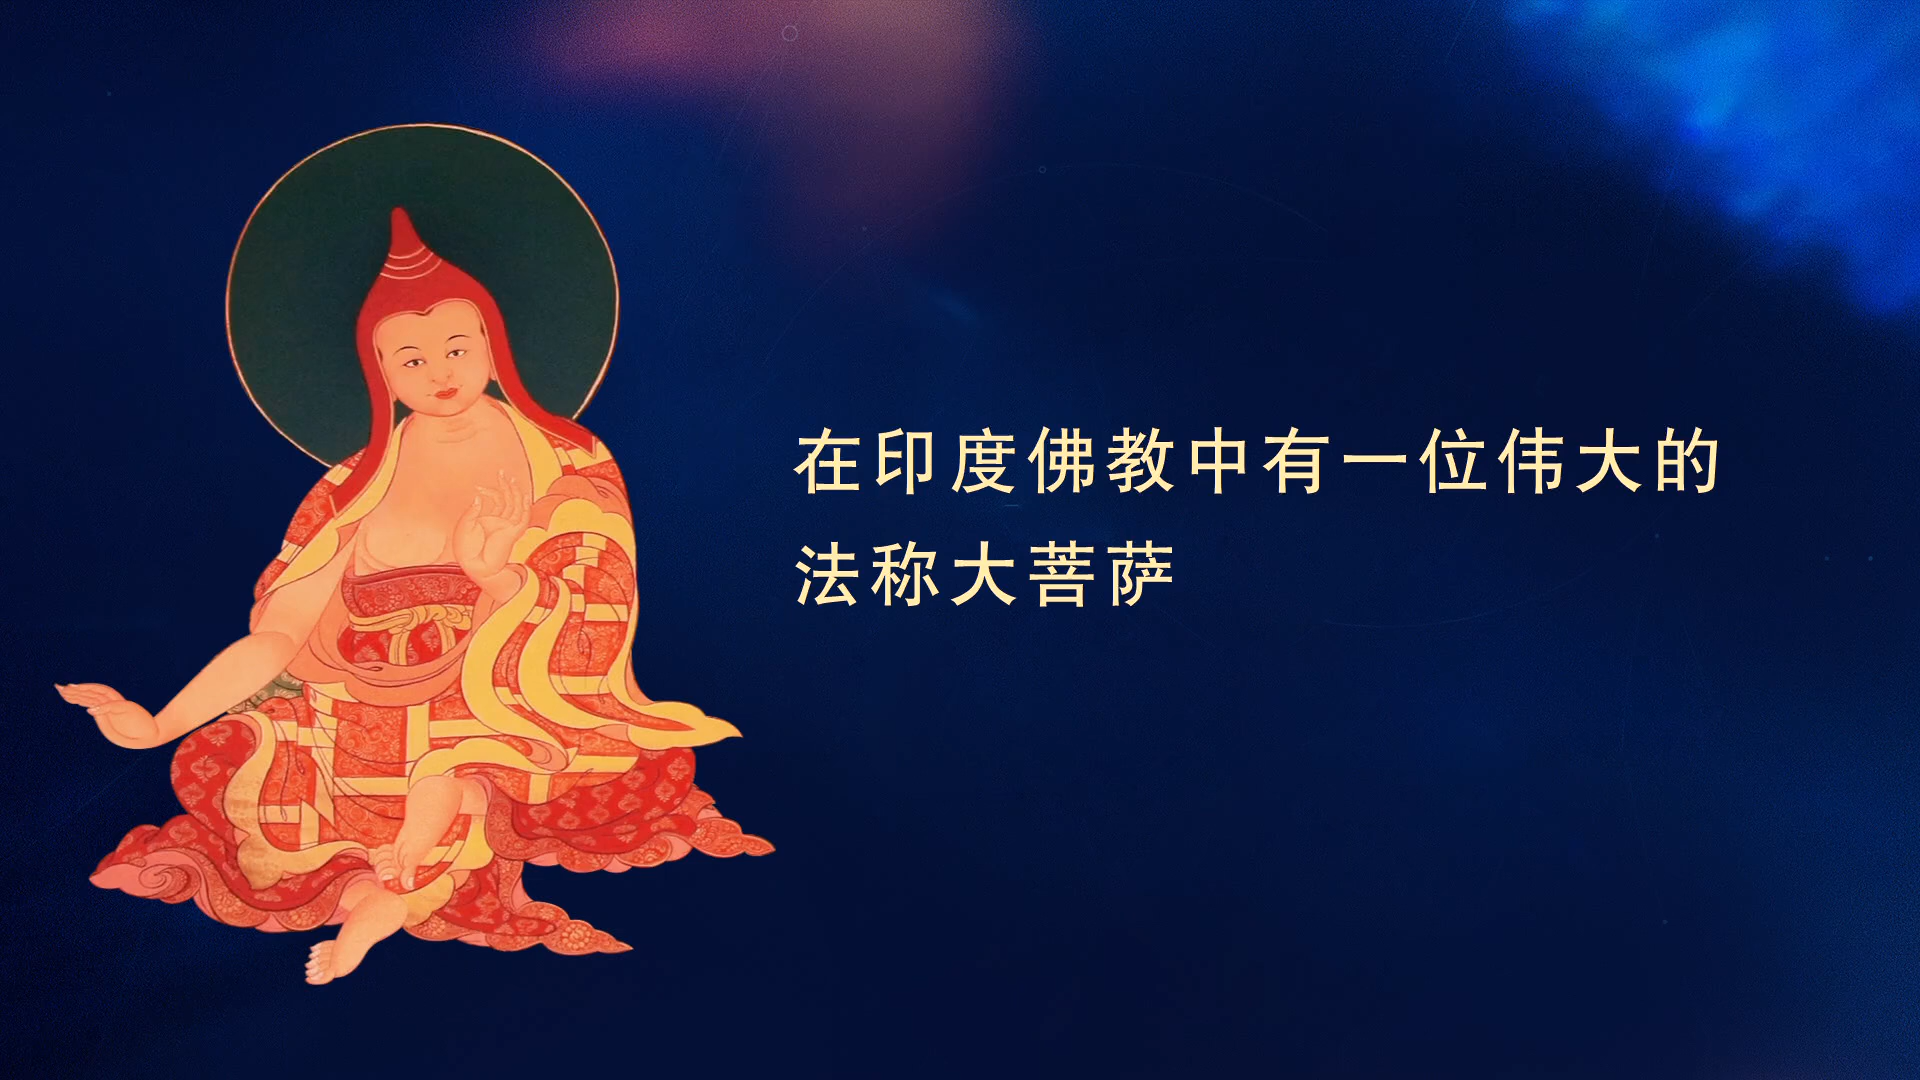 在印度佛教中有一位伟大的
法称大菩萨